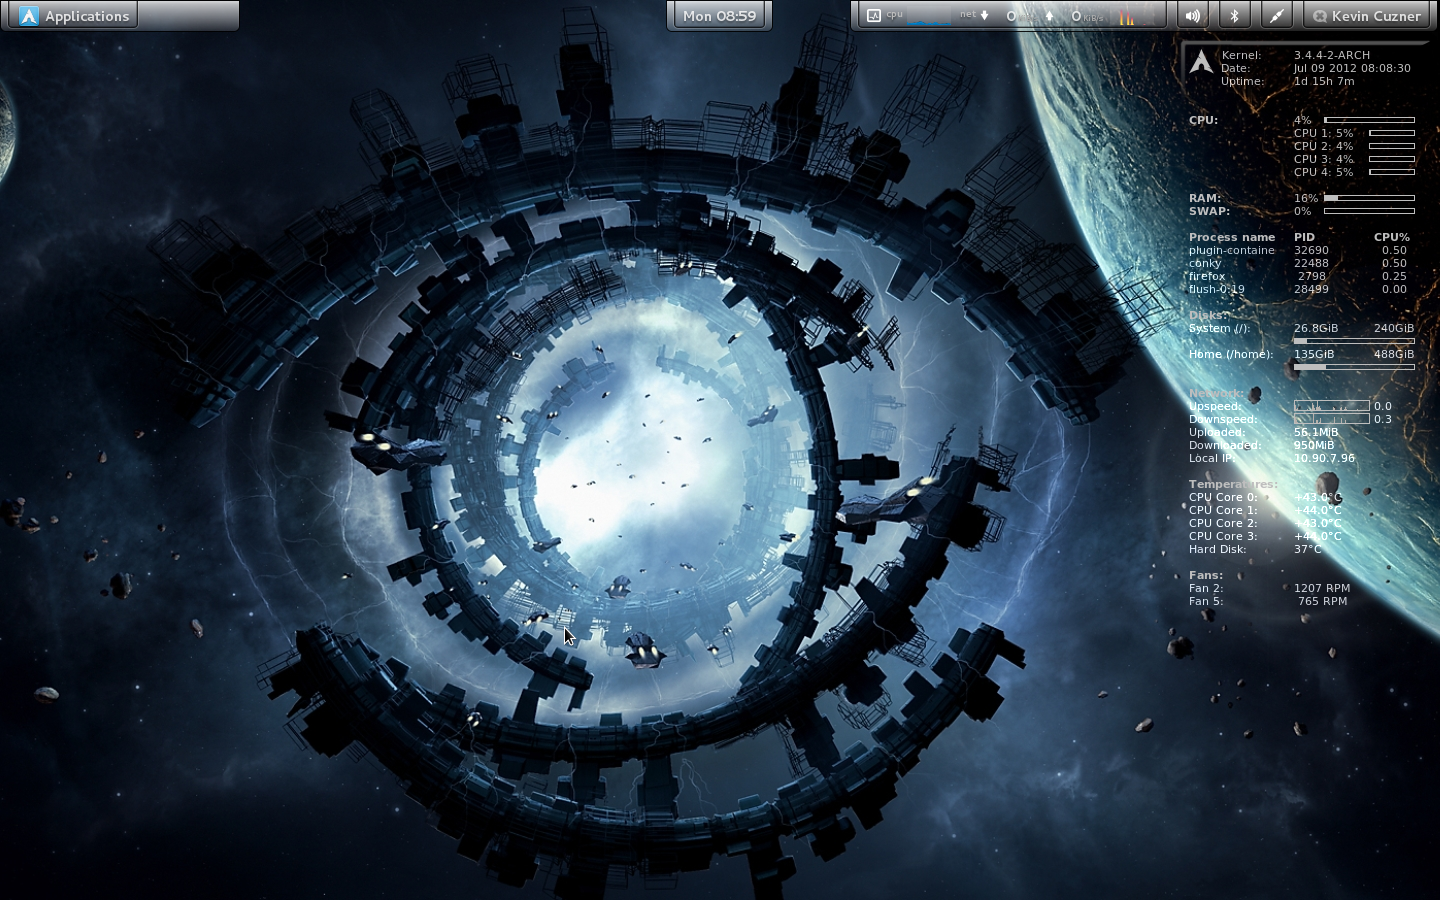 Applications
Mon 08:59
cpu
net 0 KiB/s 0 KiB/s
Kevin Cuzner
Kernel: 3.4.4-2-ARCH
Date: Jul 09 2012 08:08:30
Uptime: 1d 15h 7m
CPU: 4%
CPU 1: 5%
CPU 2: 4%
CPU 3: 4%
CPU 4: 5%
RAM: 16%
SWAP: 0%
Process name PID CPU%
plugin-containe 32690 0.50
conky 22488 0.50
firefox 2798 0.25
flush-0:19 28499 0.00
Disks:
System (/): 26.8GiB 240GiB
Home (/home): 135GiB 488GiB
Network:
Upspeed: 0.0
Downspeed: 0.3
Uploaded: 56.1MiB
Downloaded: 950MiB
Local IP: 10.90.7.96
Temperatures:
CPU Core 0: +43.0°C
CPU Core 1: +44.0°C
CPU Core 2: +43.0°C
CPU Core 3: +44.0°C
Hard Disk: 37°C
Fans:
Fan 2: 1207 RPM
Fan 5: 765 RPM